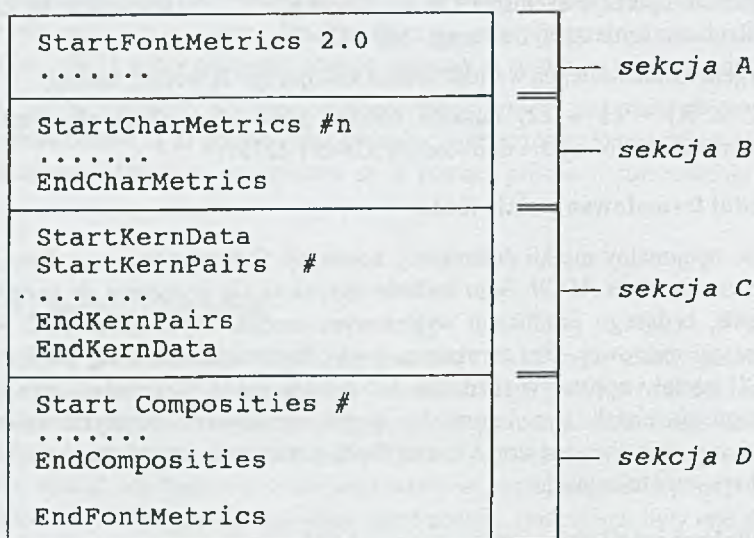 StartFontMetrics 2.0
. . . . . .
sekcja A
StartCharMetrics #n
. . . . . . .
sekcja B
EndCharMetrics
StartKernData
StartKernPairs #
. . . . . . . .
sekcja C
EndKernPairs
EndKernData
Start Composities #
. . . . . . .
EndComposities
sekcja D
EndFontMetrics